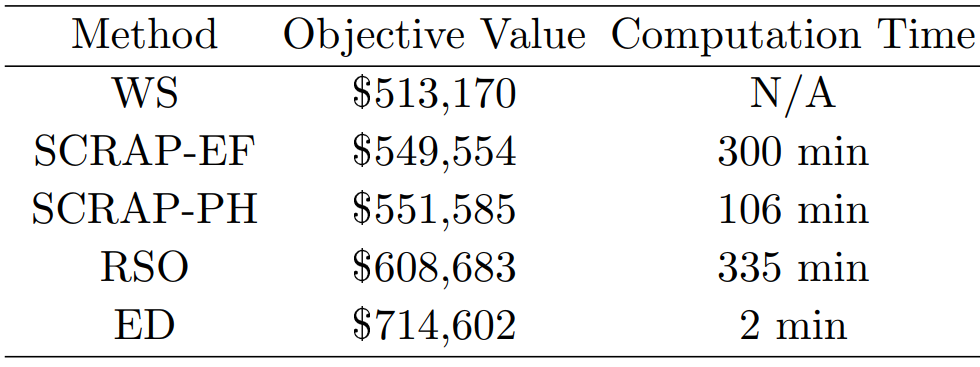 Method Objective Value Computation Time
WS $513,170 N/A
SCRAP-EF $549,554 300 min
SCRAP-PH $551,585 106 min
RSO $608,683 335 min
ED $714,602 2 min